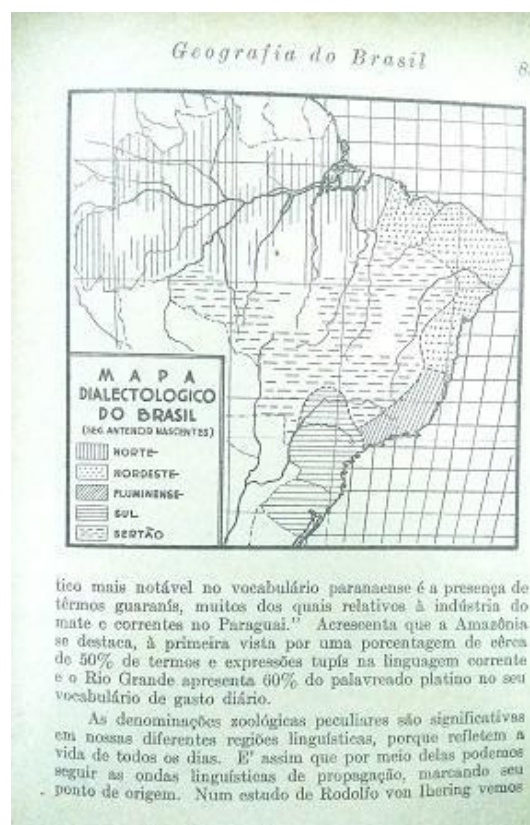 Geografia do Brasil
MAPA
DIALECTOLOGICO
DO BRASIL
(SEG. ANTENOR NASCENTES)
NORTE-
NORDESTE-
FLUMINENSE-
SUL
SERTÃO
tico mais notável no vocabulário paranaense é a presença de
têrmos guaranís, muitos dos quais relativos à indústria do
mate e correntes no Paraguai." Acrescenta que a Amazônia
se destaca, à primeira vista por uma porcentagem de cêrca
de 50% de termos e expressões tupís na linguagem corrente
e o Rio Grande apresenta 60% do palavreado platino no seu
vocabulário de gasto diário.
As denominações zoológicas peculiares são significativas
em nossas diferentes regiões linguísticas, porque refletem a
vida de todos os dias. E' assim que por meio delas podemos
seguir as ondas linguísticas de propagação, marcando seu
ponto de origem. Num estudo de Rodolfo von Ihering vemos